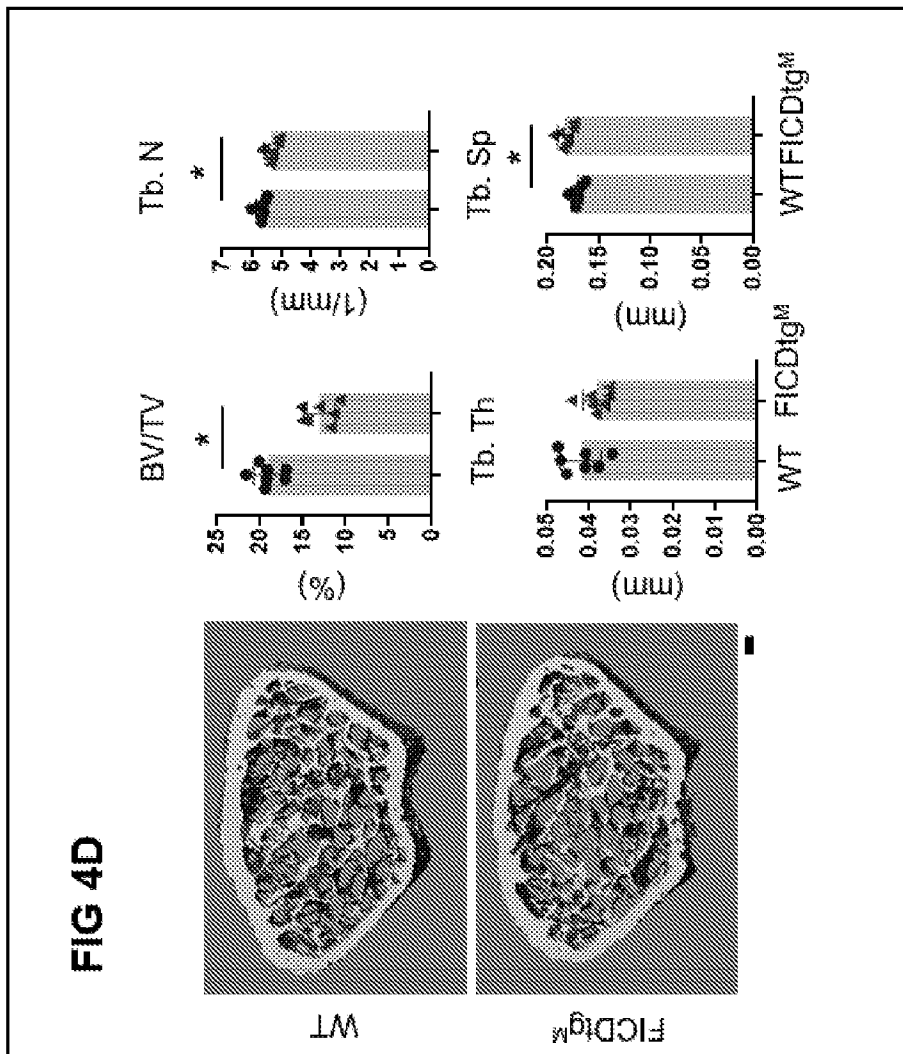 FIG 4D
WT
FICDtgᴹ
BV/TV
*
(%)
25
20
15
10
0
Tb. N
*
(1/mm)
7
6
5
4
3
2
1
0
Tb. Th
(mm)
0.05
0.04
0.03
0.02
0.01
0.00
WT FICDtgᴹ
Tb. Sp
*
(mm)
0.20
0.15
0.10
0.05
0.00
WTFICDtgᴹ